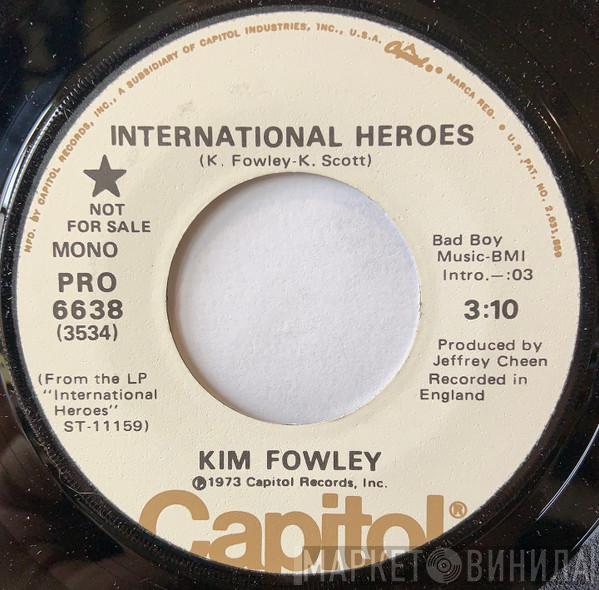 MFD. BY CAPITOL RECORDS, INC., A SUBSIDIARY OF CAPITOL INDUSTRIES, INC., U.S.A. Capitol ® MARCA REG. ® U.S. PAT. NO. 2,631,859
INTERNATIONAL HEROES
(K. Fowley-K. Scott)
★
NOT
FOR SALE
MONO
PRO
6638
(3534)
(From the LP
"International
Heroes"
ST-11159)
Bad Boy
Music-BMI
Intro.—:03
3:10
Produced by
Jeffrey Cheen
Recorded in
England
KIM FOWLEY
℗1973 Capitol Records, Inc.
Capitol®
МАРКЕТ ВИНИЛА